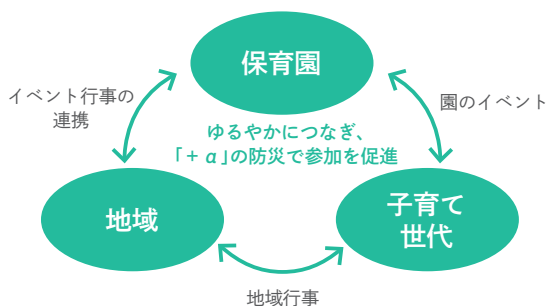 保育園
イベント行事の
連携
園のイベント
ゆるやかにつなぎ、
「+α」の防災で参加を促進
地域
子育て
世代
地域行事